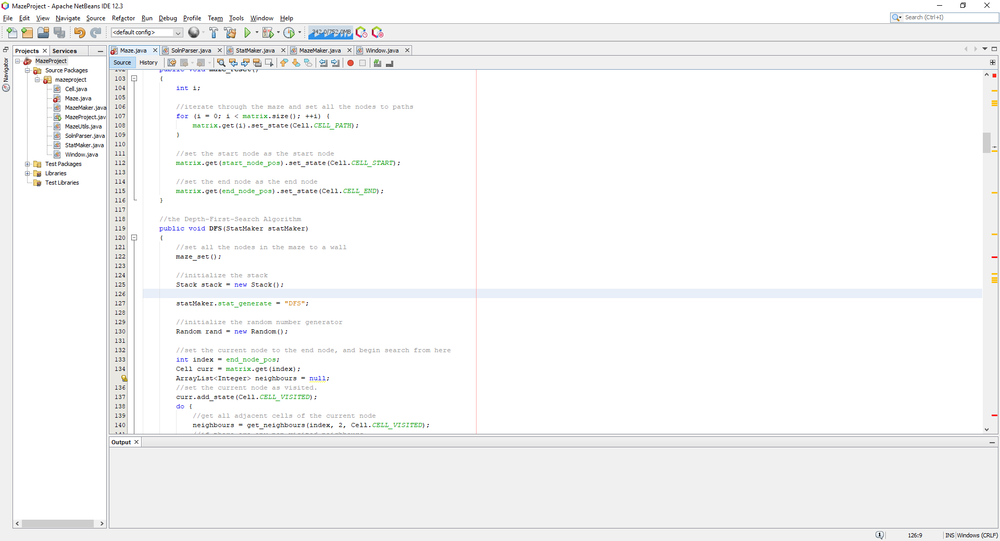 MazeProject - Apache NetBeans IDE 12.3
File Edit View Navigate Source Refactor Run Debug Profile Team Tools Window Help
Search (Ctrl+I)
<default config>
342.0/752.0MB
Projects Services
Navigator
MazeProject
Source Packages
mazeproject
Cell.java
Maze.java
MazeMaker.java
MazeProject.jav
MazeUtils.java
SolnParser.java
StatMaker.java
Window.java
Test Packages
Libraries
Test Libraries
Maze.java SolnParser.java StatMaker.java MazeMaker.java Window.java
Source History
102 public void maze_reset()
103 {
104 int i;
105
106 //iterate through the maze and set all the nodes to paths
107 for (i = 0; i < matrix.size(); ++i) {
108 matrix.get(i).set_state(Cell.CELL_PATH);
109 }
110
111 //set the start node as the start node
112 matrix.get(start_node_pos).set_state(Cell.CELL_START);
113
114 //set the end node as the end node
115 matrix.get(end_node_pos).set_state(Cell.CELL_END);
116 }
117
118 //the Depth-First-Search Algorithm
119 public void DFS(StatMaker statMaker)
120 {
121 //set all the nodes in the maze to a wall
122 maze_set();
123
124 //initialize the stack
125 Stack stack = new Stack();
126
127 statMaker.stat_generate = "DFS";
128
129 //initialize the random number generator
130 Random rand = new Random();
131
132 //set the current node to the end node, and begin search from here
133 int index = end_node_pos;
134 Cell curr = matrix.get(index);
ArrayList<Integer> neighbours = null;
136 //set the current node as visited.
137 curr.add_state(Cell.CELL_VISITED);
138 do {
139 //get all adjacent cells of the current node
140 neighbours = get_neighbours(index, 2, Cell.CELL_VISITED);
141 //if there are any non visited neighbours
Output
1
126:9 INS Windows (CRLF)